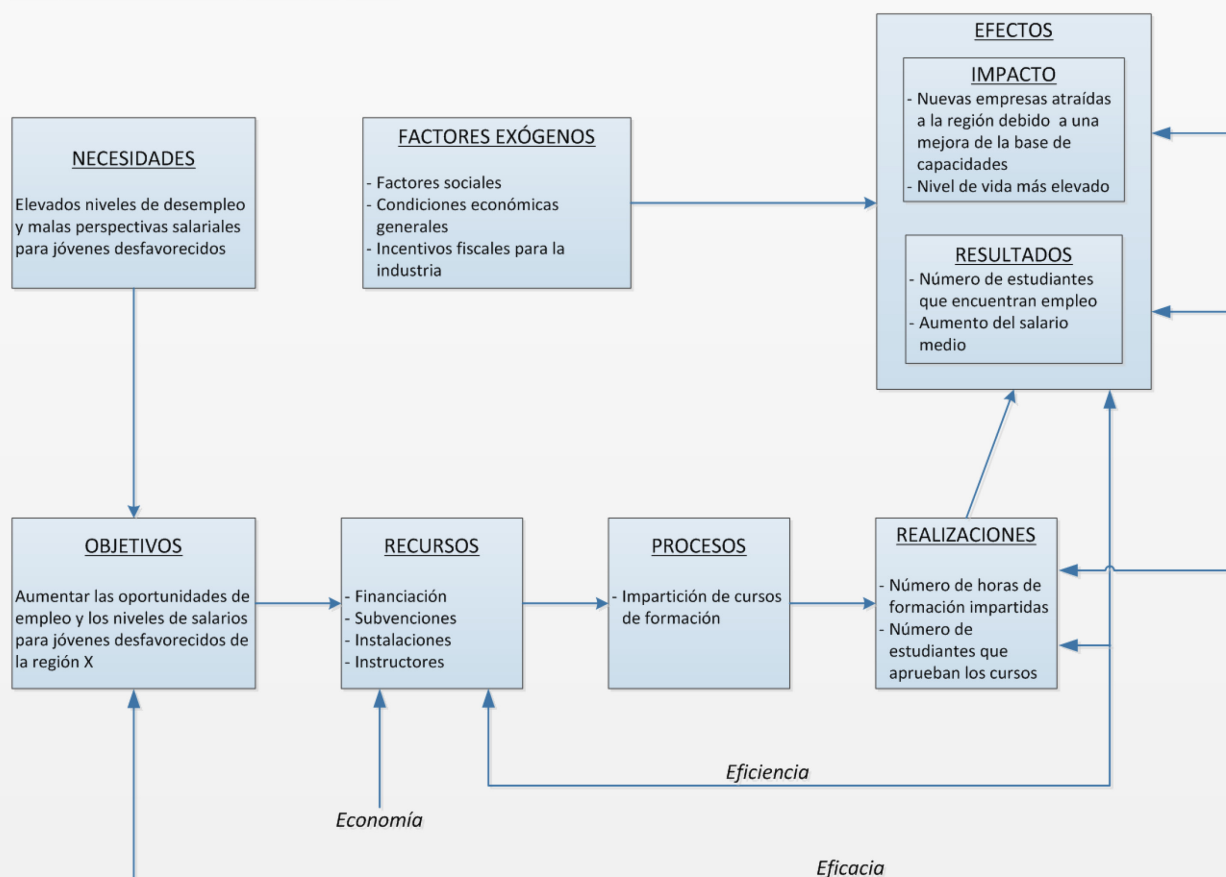 EFECTOS
IMPACTO
- Nuevas empresas atraídas
a la región debido a una
mejora de la base de
capacidades
- Nivel de vida más elevado
RESULTADOS
- Número de estudiantes
que encuentran empleo
- Aumento del salario
medio
NECESIDADES
Elevados niveles de desempleo
y malas perspectivas salariales
para jóvenes desfavorecidos
FACTORES EXÓGENOS
- Factores sociales
- Condiciones económicas
generales
- Incentivos fiscales para la
industria
OBJETIVOS
Aumentar las oportunidades de
empleo y los niveles de salarios
para jóvenes desfavorecidos de
la región X
RECURSOS
- Financiación
- Subvenciones
- Instalaciones
- Instructores
PROCESOS
- Impartición de cursos
de formación
REALIZACIONES
- Número de horas de
formación impartidas
- Número de
estudiantes que
aprueban los cursos
Eficiencia
Economía
Eficacia